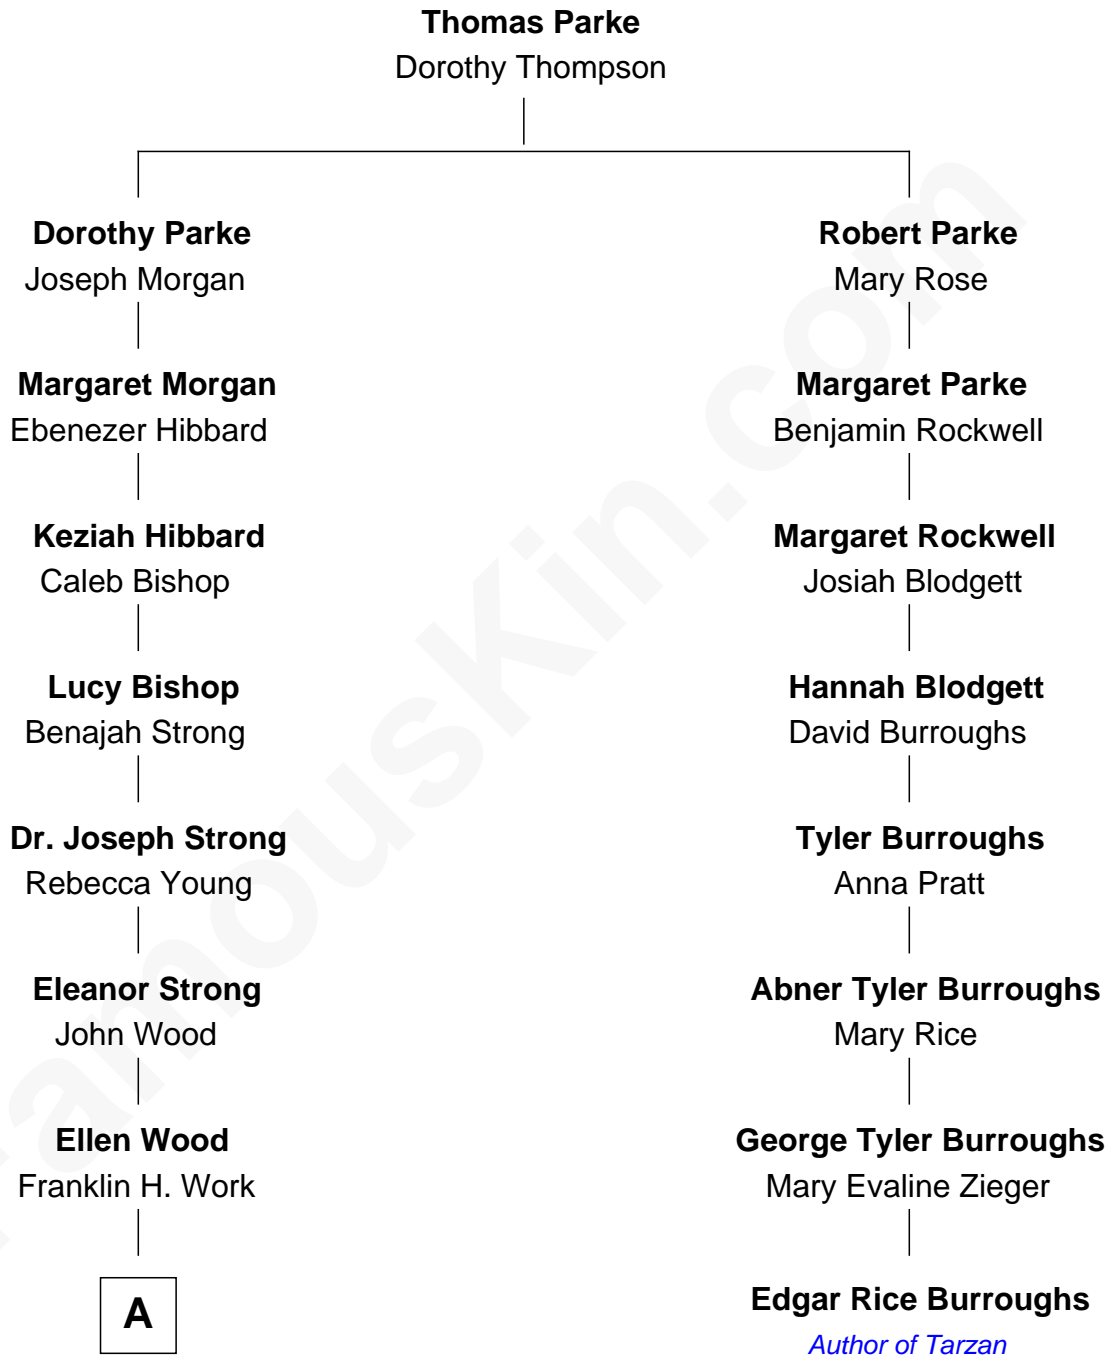 Thomas Parke
Dorothy Thompson
Dorothy Parke
Joseph Morgan
Robert Parke
Mary Rose
Margaret Morgan
Ebenezer Hibbard
Margaret Parke
Benjamin Rockwell
Keziah Hibbard
Caleb Bishop
Margaret Rockwell
Josiah Blodgett
Lucy Bishop
Benajah Strong
Hannah Blodgett
David Burroughs
Dr. Joseph Strong
Rebecca Young
Tyler Burroughs
Anna Pratt
Eleanor Strong
John Wood
Abner Tyler Burroughs
Mary Rice
Ellen Wood
Franklin H. Work
George Tyler Burroughs
Mary Evaline Zieger
A
Edgar Rice Burroughs
Author of Tarzan
FamousKin.com